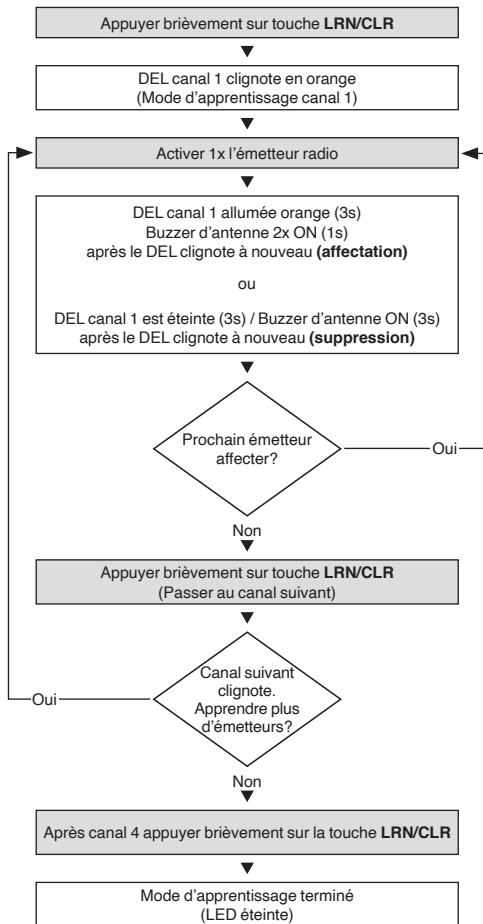 Appuyer brièvement sur touche LRN/CLR
DEL canal 1 clignote en orange
(Mode d'apprentissage canal 1)
Activer 1x l'émetteur radio
DEL canal 1 allumée orange (3s)
Buzzer d'antenne 2x ON (1s)
après le DEL clignote à nouveau (affectation)
ou
DEL canal 1 est éteinte (3s) / Buzzer d'antenne ON (3s)
après le DEL clignote à nouveau (suppression)
Prochain émetteur
affecter?
Oui
Non
Appuyer brièvement sur touche LRN/CLR
(Passer au canal suivant)
Canal suivant
clignote.
Apprendre plus
d'émetteurs?
Oui
Non
Après canal 4 appuyer brièvement sur la touche LRN/CLR
Mode d'apprentissage terminé
(LED éteinte)